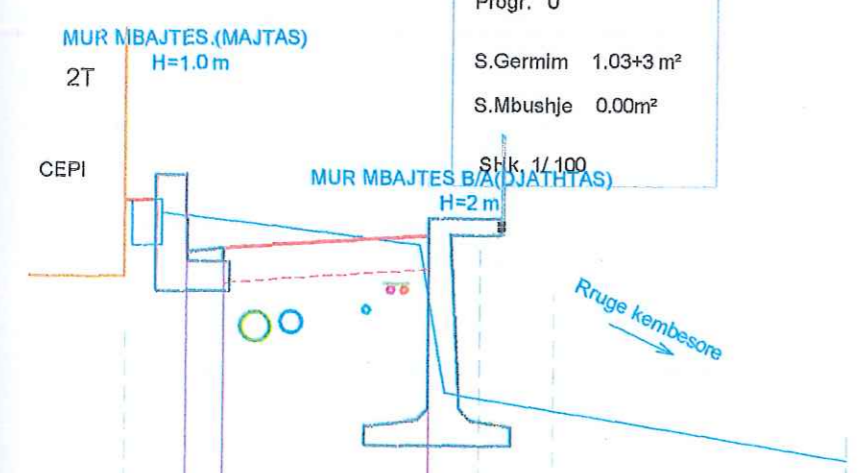 Progr. 0
MUR MBAJTES.(MAJTAS)
H=1.0 m
2T
S.Germim 1.03+3 m²
S.Mbushje 0.00m²
CEPI
Shk. 1/ 100
MUR MBAJTES B/A(DJATHTAS)
H=2 m
Rruge kembesore